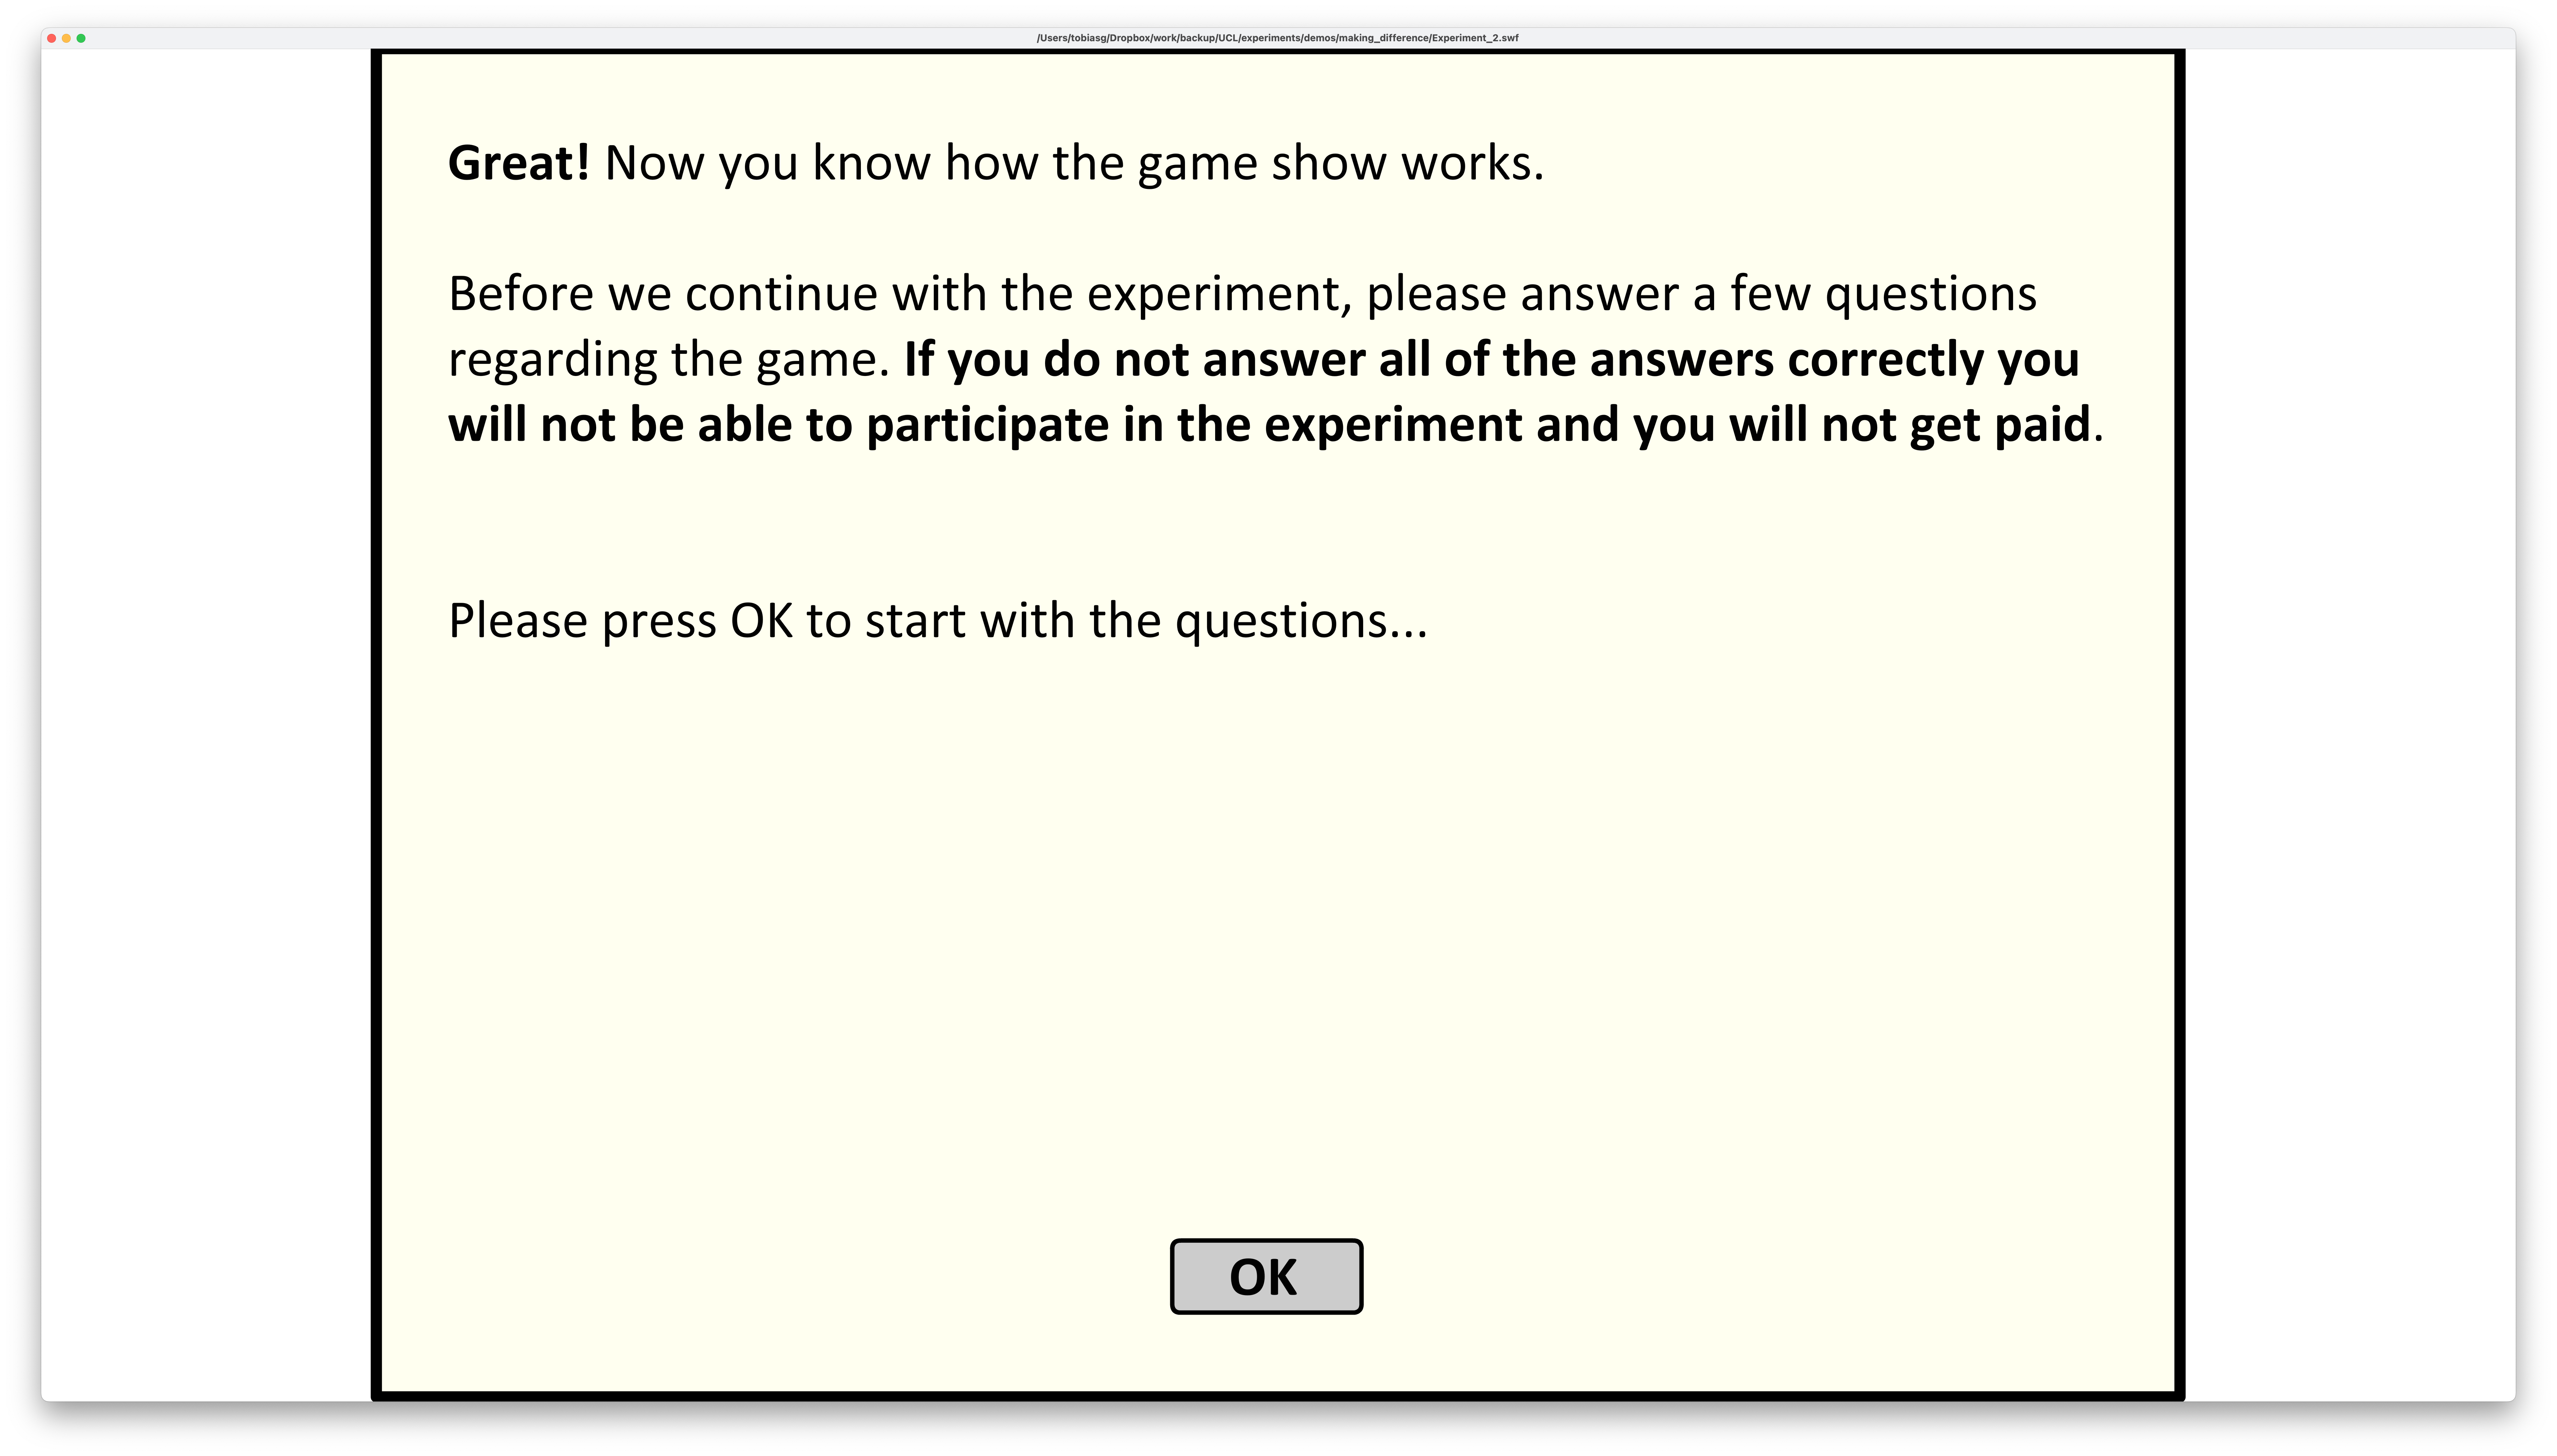 /Users/tobiasg/Dropbox/work/backup/UCL/experiments/demos/making_difference/Experiment_2.swf
Great! Now you know how the game show works.
Before we continue with the experiment, please answer a few questions
regarding the game. If you do not answer all of the answers correctly you
will not be able to participate in the experiment and you will not get paid.
Please press OK to start with the questions...
OK